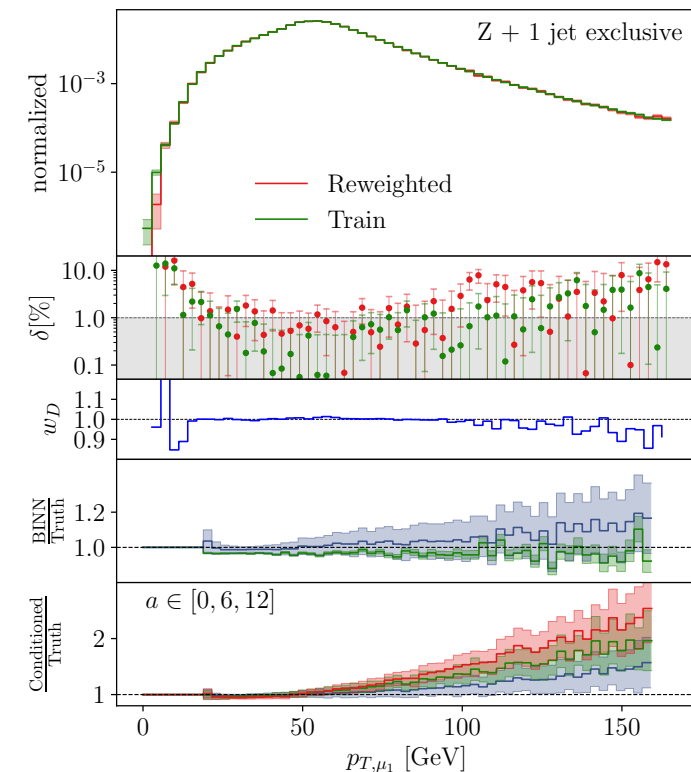 Z + 1 jet exclusive
normalized
10⁻³
10⁻⁵
Reweighted
Train
δ[%]
10.0
1.0
0.1
w_D
1.1
1.0
0.9
BINN
Truth
1.2
1.0
a ∈ [0, 6, 12]
Conditioned
Truth
2
1
0 50 100 150
p_{T,μ₁} [GeV]